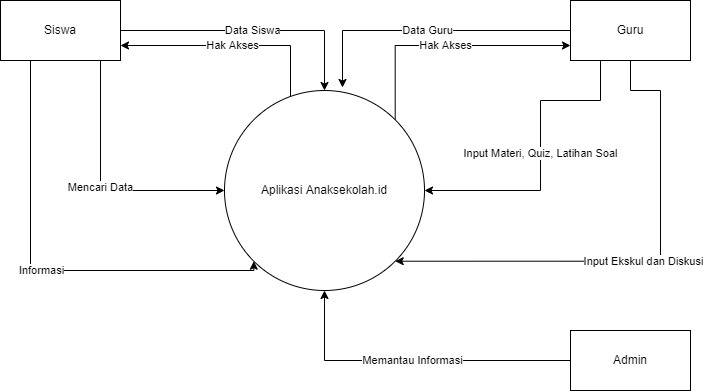 Siswa
Data Siswa
Data Guru
Guru
Hak Akses
Hak Akses
Input Materi, Quiz, Latihan Soal
Mencari Data
Aplikasi Anaksekolah.id
Informasi
Input Ekskul dan Diskusi
Memantau Informasi
Admin